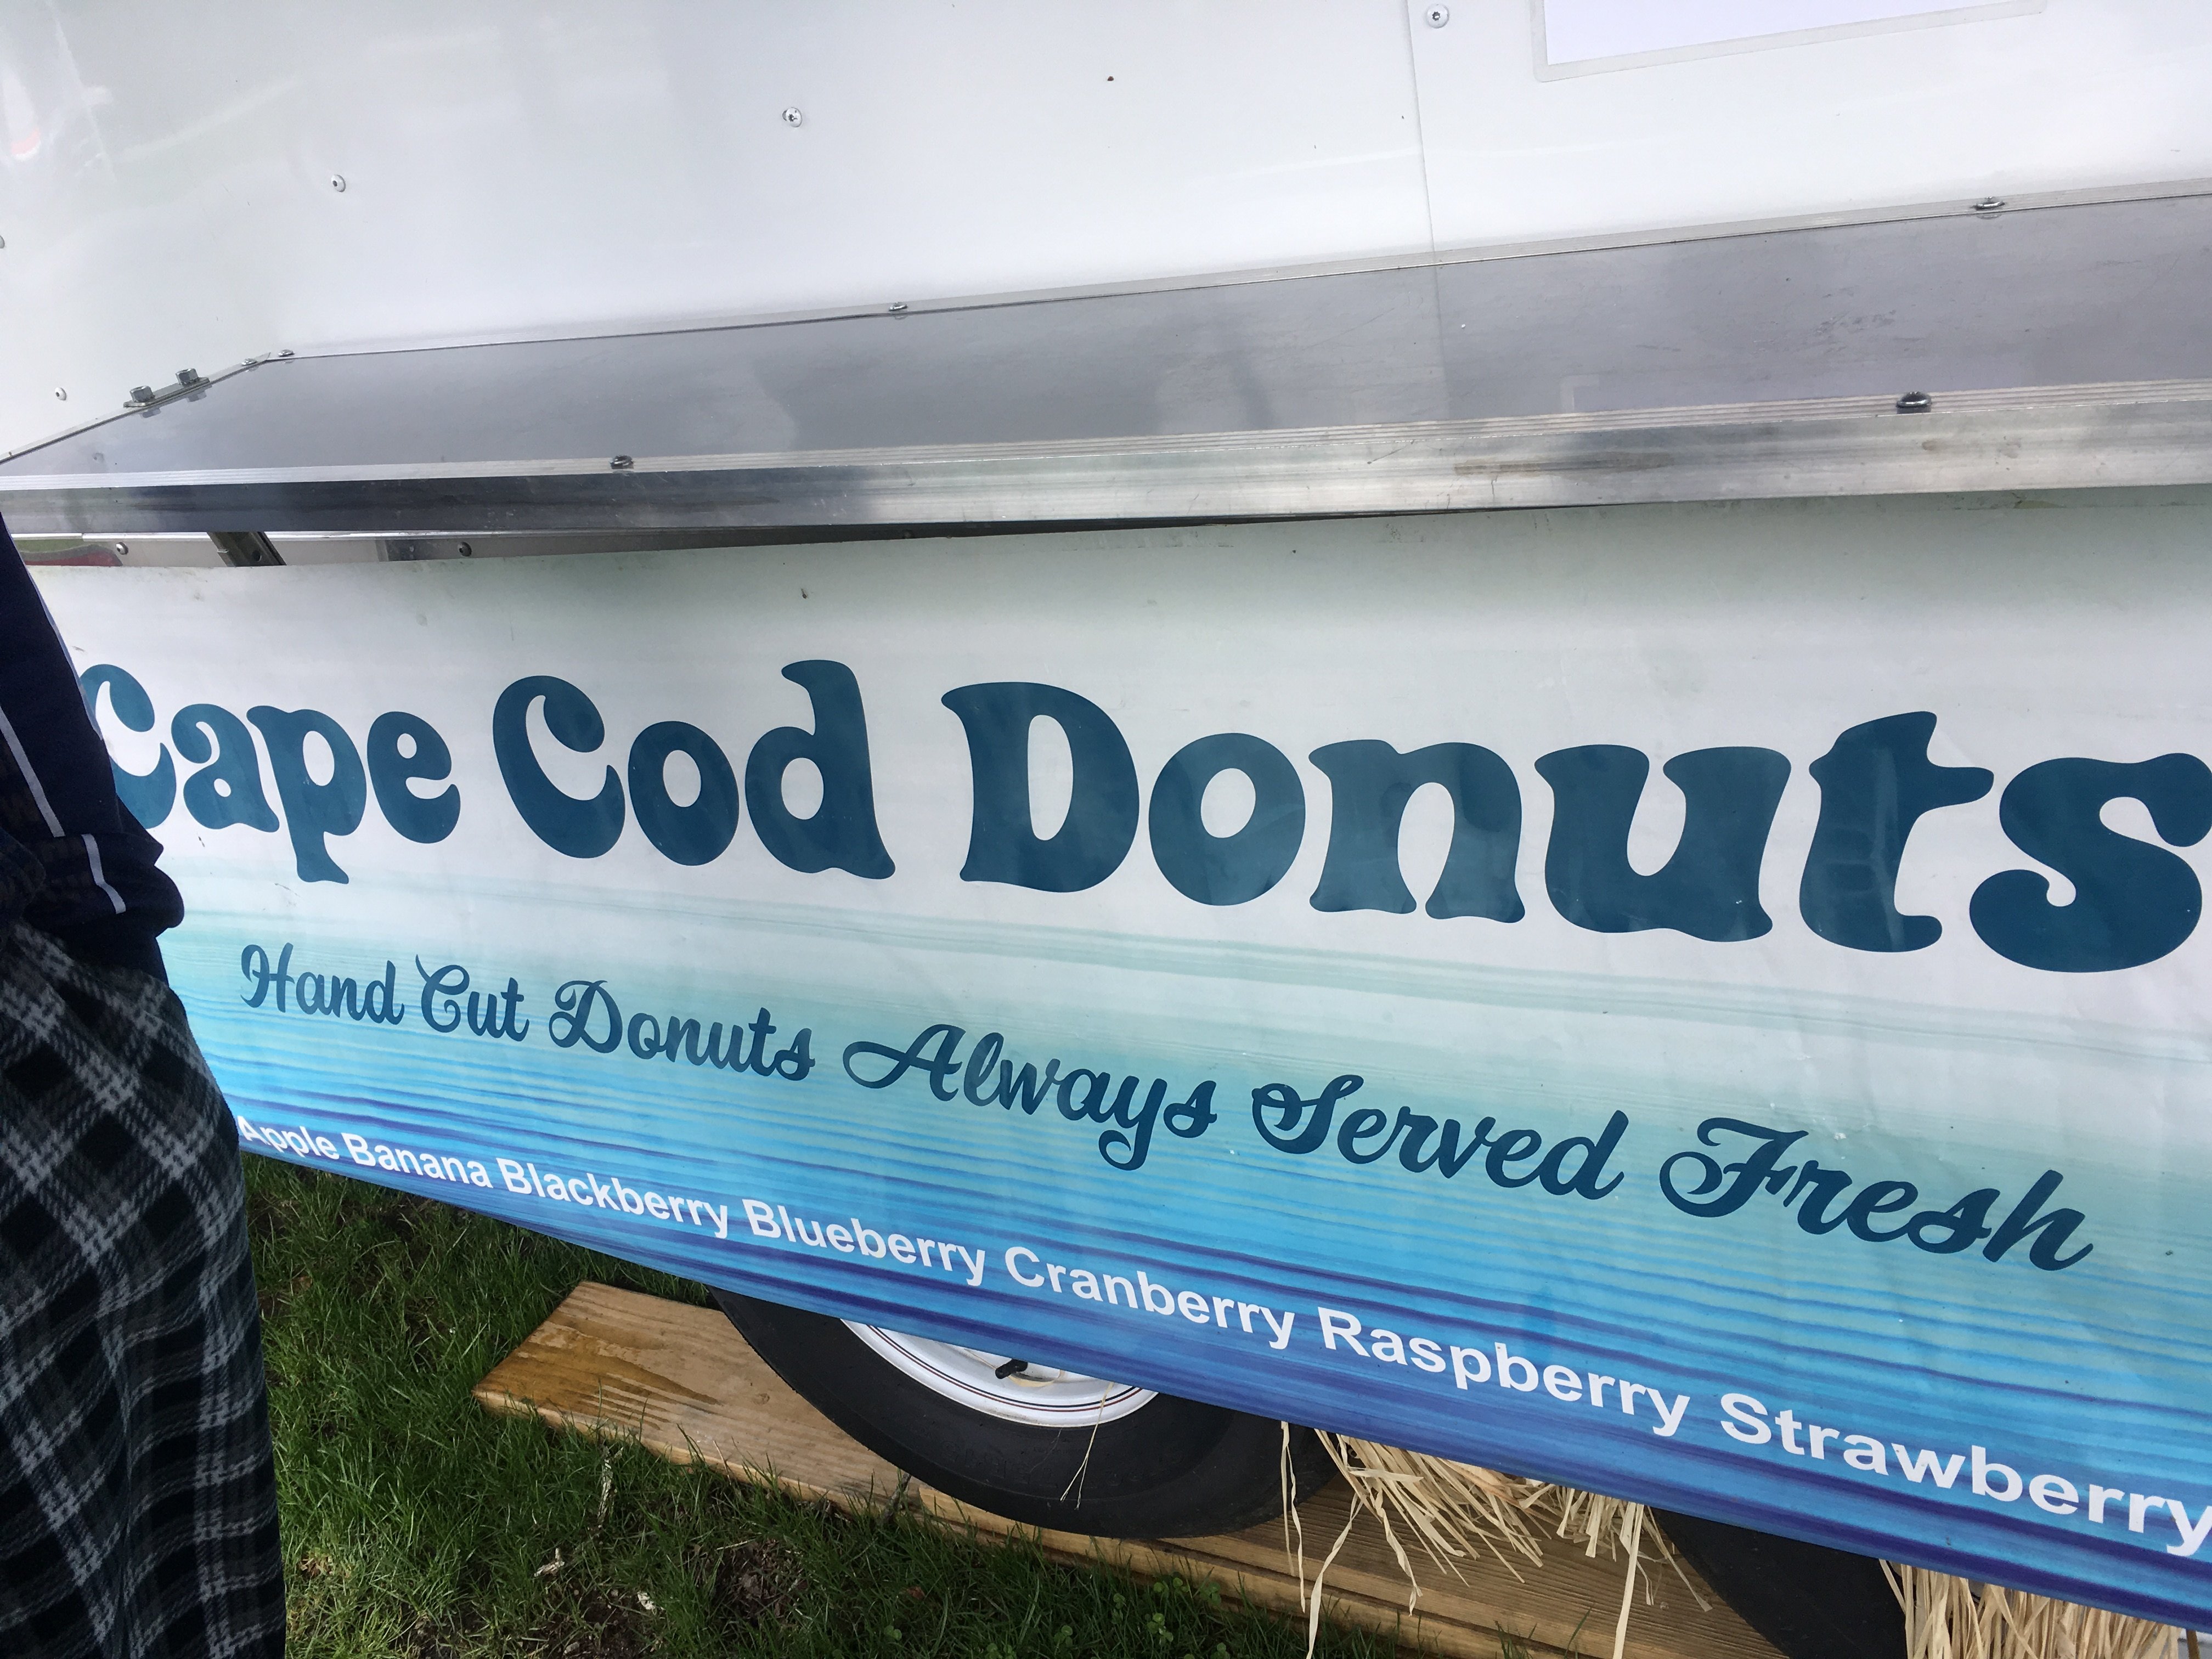 Cape Cod Donuts
Hand Cut Donuts Always Served Fresh
Apple Banana Blackberry Blueberry Cranberry Raspberry Strawberry